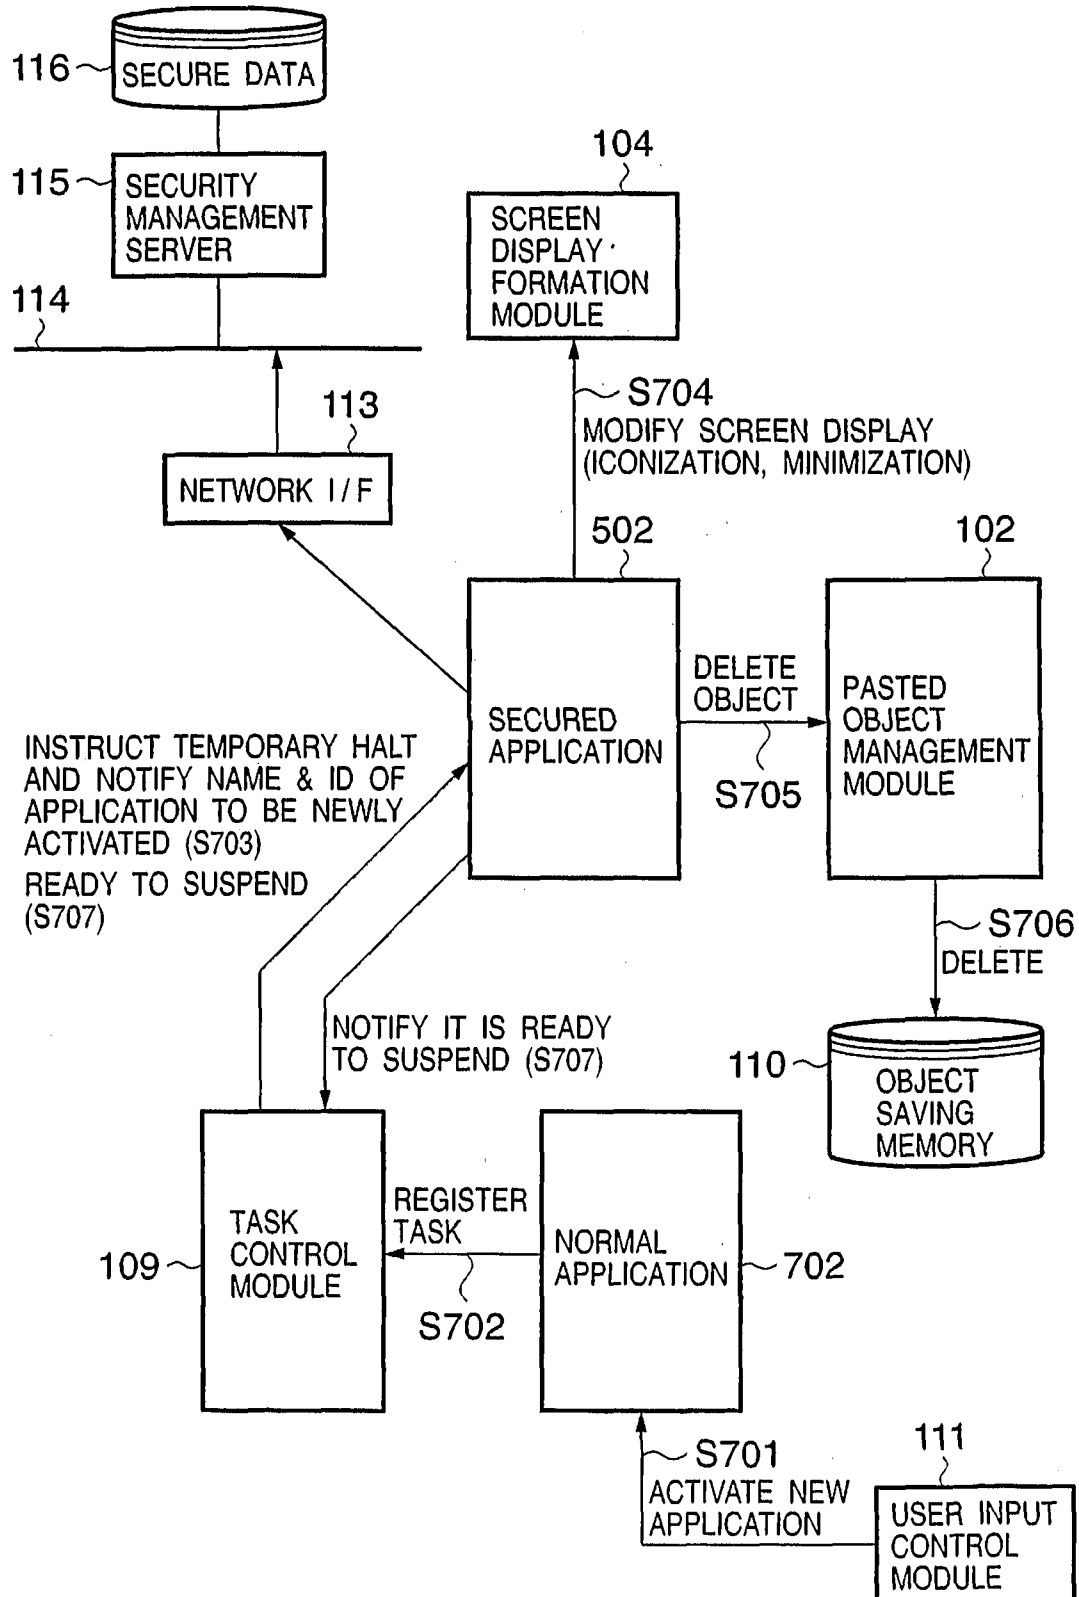 116
SECURE DATA
115
SECURITY
MANAGEMENT
SERVER
114
104
SCREEN
DISPLAY
FORMATION
MODULE
S704
MODIFY SCREEN DISPLAY
(ICONIZATION, MINIMIZATION)
113
NETWORK I/F
502
SECURED
APPLICATION
102
PASTED
OBJECT
MANAGEMENT
MODULE
DELETE
OBJECT
S705
INSTRUCT TEMPORARY HALT
AND NOTIFY NAME & ID OF
APPLICATION TO BE NEWLY
ACTIVATED (S703)
READY TO SUSPEND
(S707)
S706
DELETE
NOTIFY IT IS READY
TO SUSPEND (S707)
110
OBJECT
SAVING
MEMORY
109
TASK
CONTROL
MODULE
REGISTER
TASK
S702
NORMAL
APPLICATION
702
S701
ACTIVATE NEW
APPLICATION
111
USER INPUT
CONTROL
MODULE